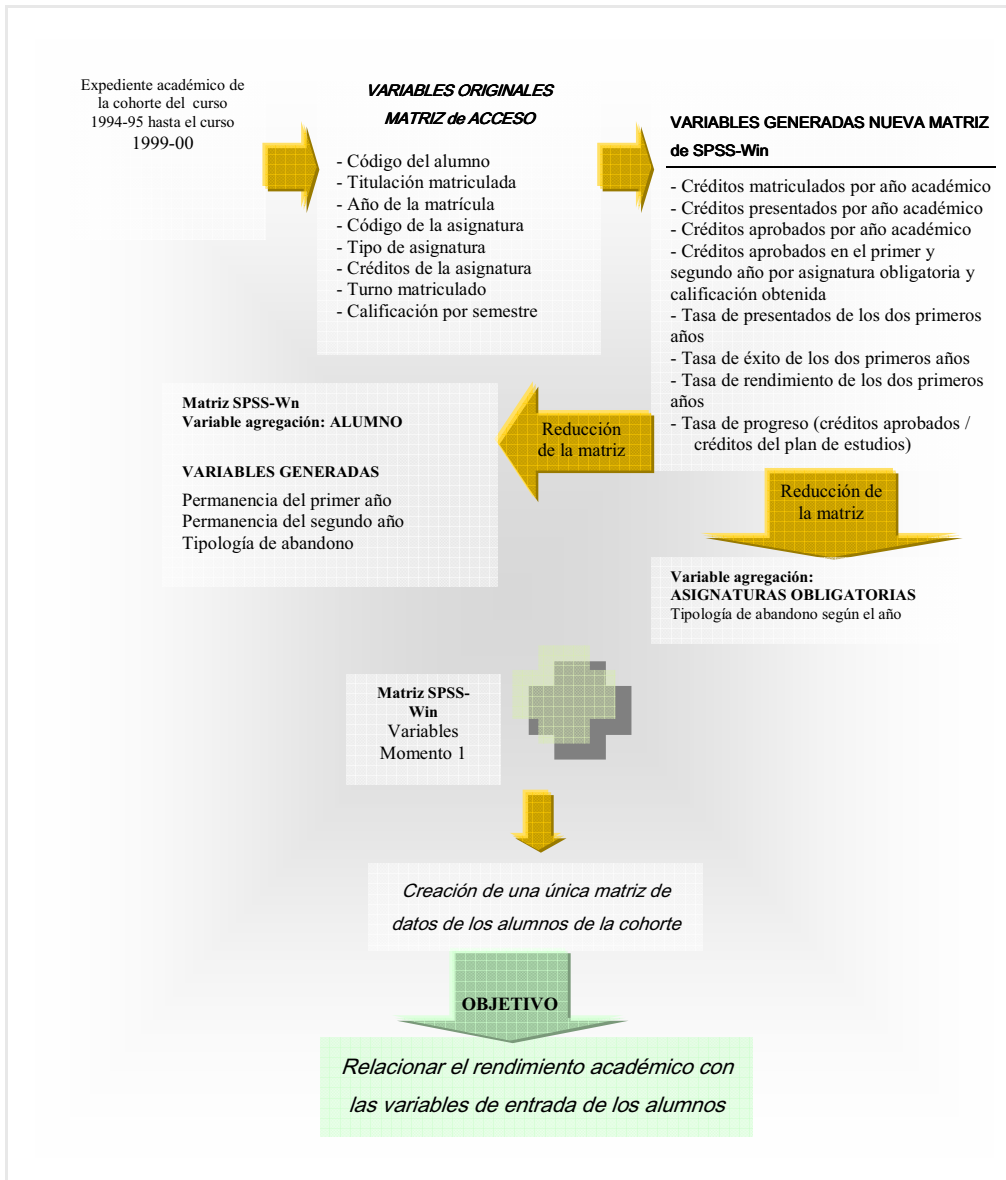 Expediente académico de
la cohorte del curso
1994-95 hasta el curso
1999-00
VARIABLES ORIGINALES
MATRIZ de ACCESO
- Código del alumno
- Titulación matriculada
- Año de la matrícula
- Código de la asignatura
- Tipo de asignatura
- Créditos de la asignatura
- Turno matriculado
- Calificación por semestre
VARIABLES GENERADAS NUEVA MATRIZ
de SPSS-Win
- Créditos matriculados por año académico
- Créditos presentados por año académico
- Créditos aprobados por año académico
- Créditos aprobados en el primer y
segundo año por asignatura obligatoria y
calificación obtenida
- Tasa de presentados de los dos primeros
años
- Tasa de éxito de los dos primeros años
- Tasa de rendimiento de los dos primeros
años
- Tasa de progreso (créditos aprobados /
créditos del plan de estudios)
Reducción
de la matriz
Matriz SPSS-Wn
Variable agregación: ALUMNO
VARIABLES GENERADAS
Permanencia del primer año
Permanencia del segundo año
Tipología de abandono
Reducción de
la matriz
Variable agregación:
ASIGNATURAS OBLIGATORIAS
Tipología de abandono según el año
Matriz SPSS-
Win
Variables
Momento 1
Creación de una única matriz de
datos de los alumnos de la cohorte
OBJETIVO
Relacionar el rendimiento académico con
las variables de entrada de los alumnos